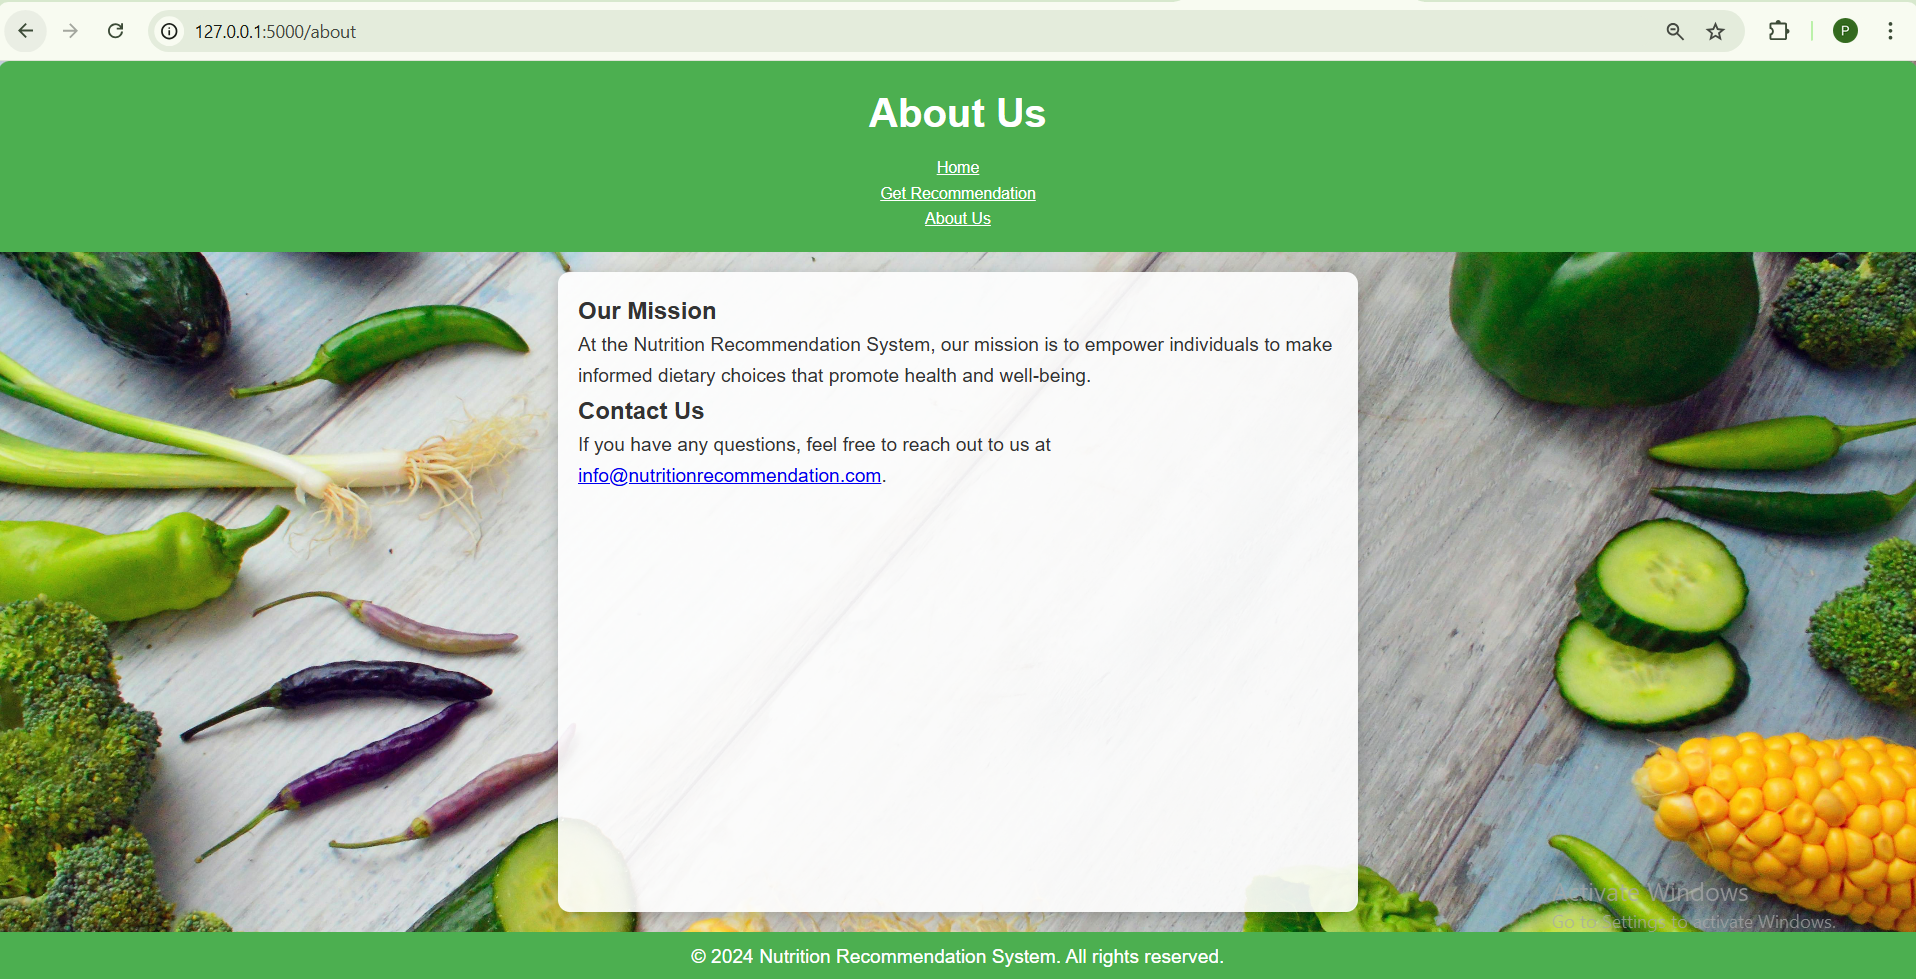 127.0.0.1:5000/about
P
About Us
Home
Get Recommendation
About Us
Our Mission
At the Nutrition Recommendation System, our mission is to empower individuals to make
informed dietary choices that promote health and well-being.
Contact Us
If you have any questions, feel free to reach out to us at
info@nutritionrecommendation.com.
Activate Windows
Go to Settings to activate Windows.
© 2024 Nutrition Recommendation System. All rights reserved.